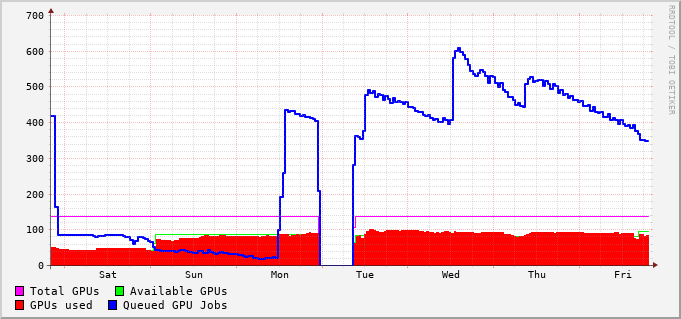 700
600
500
400
300
200
100
0
Sat Sun Mon Tue Wed Thu Fri
Total GPUs Available GPUs
GPUs used Queued GPU Jobs
RRDTOOL / TOBI OETIKER